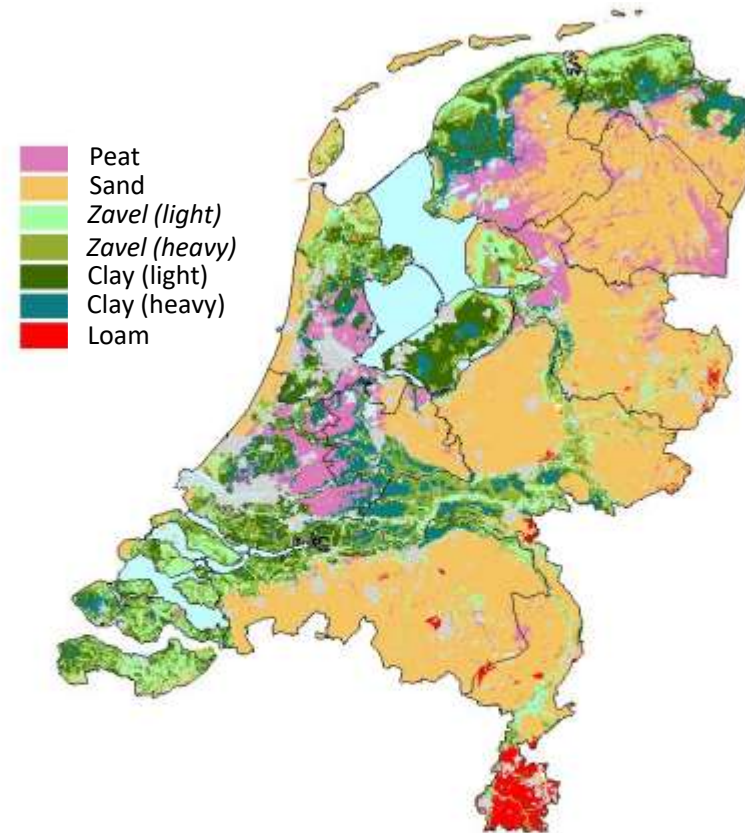 Peat
Sand
Zavel (light)
Zavel (heavy)
Clay (light)
Clay (heavy)
Loam